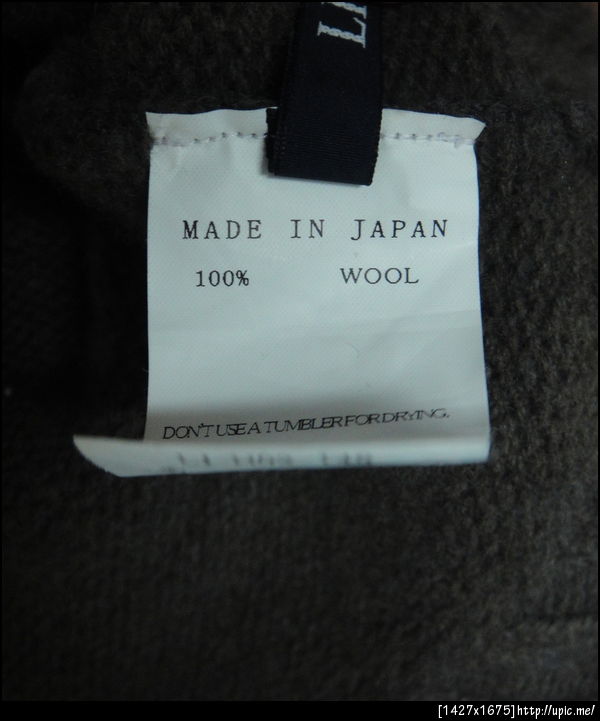 MADE IN JAPAN
100% WOOL
DON'T USE A TUMBLER FOR DRYING.
[1427x1675]http://upic.me/